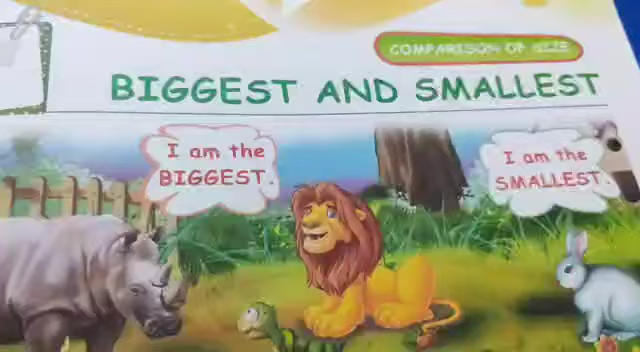 COMPARISON OF SIZE
BIGGEST AND SMALLEST
I am the
BIGGEST.
I am the
SMALLEST.